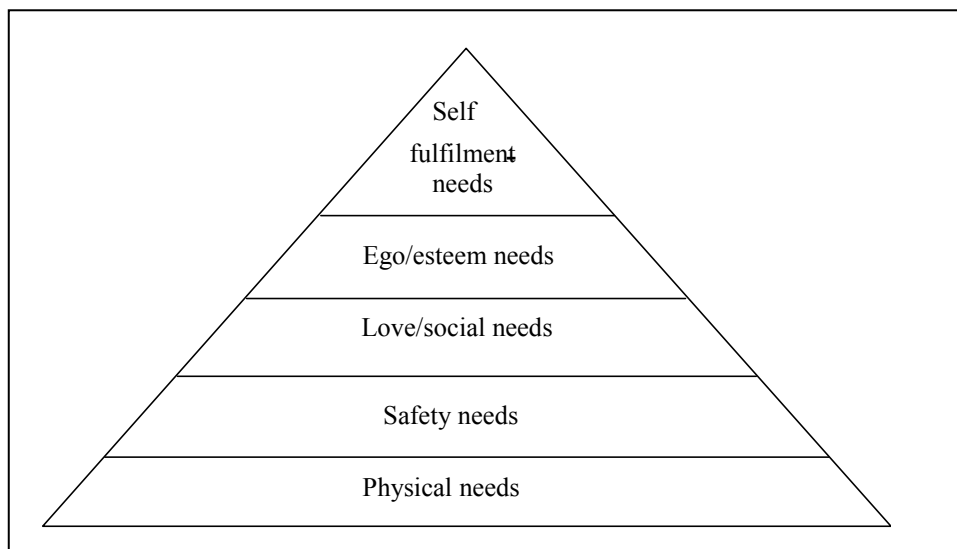 Self
fulfilment-
needs
Ego/esteem needs
Love/social needs
Safety needs
Physical needs